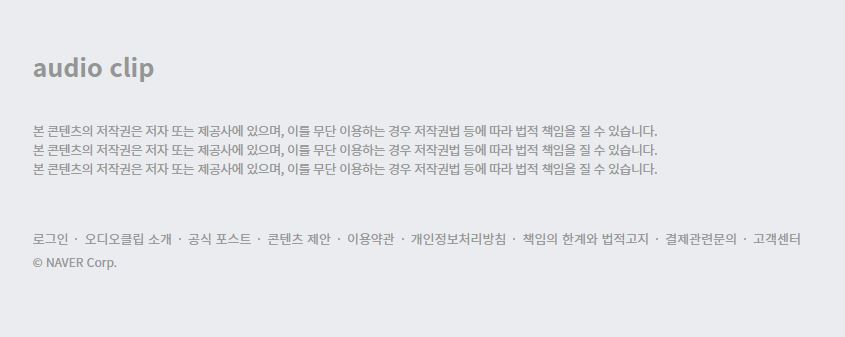 audio clip
본 콘텐츠의 저작권은 저자 또는 제공사에 있으며, 이를 무단 이용하는 경우 저작권법 등에 따라 법적 책임을 질 수 있습니다.
본 콘텐츠의 저작권은 저자 또는 제공사에 있으며, 이를 무단 이용하는 경우 저작권법 등에 따라 법적 책임을 질 수 있습니다.
본 콘텐츠의 저작권은 저자 또는 제공사에 있으며, 이를 무단 이용하는 경우 저작권법 등에 따라 법적 책임을 질 수 있습니다.
로그인 · 오디오클립 소개 · 공식 포스트 · 콘텐츠 제안 · 이용약관 · 개인정보처리방침 · 책임의 한계와 법적고지 · 결제관련문의 · 고객센터
© NAVER Corp.